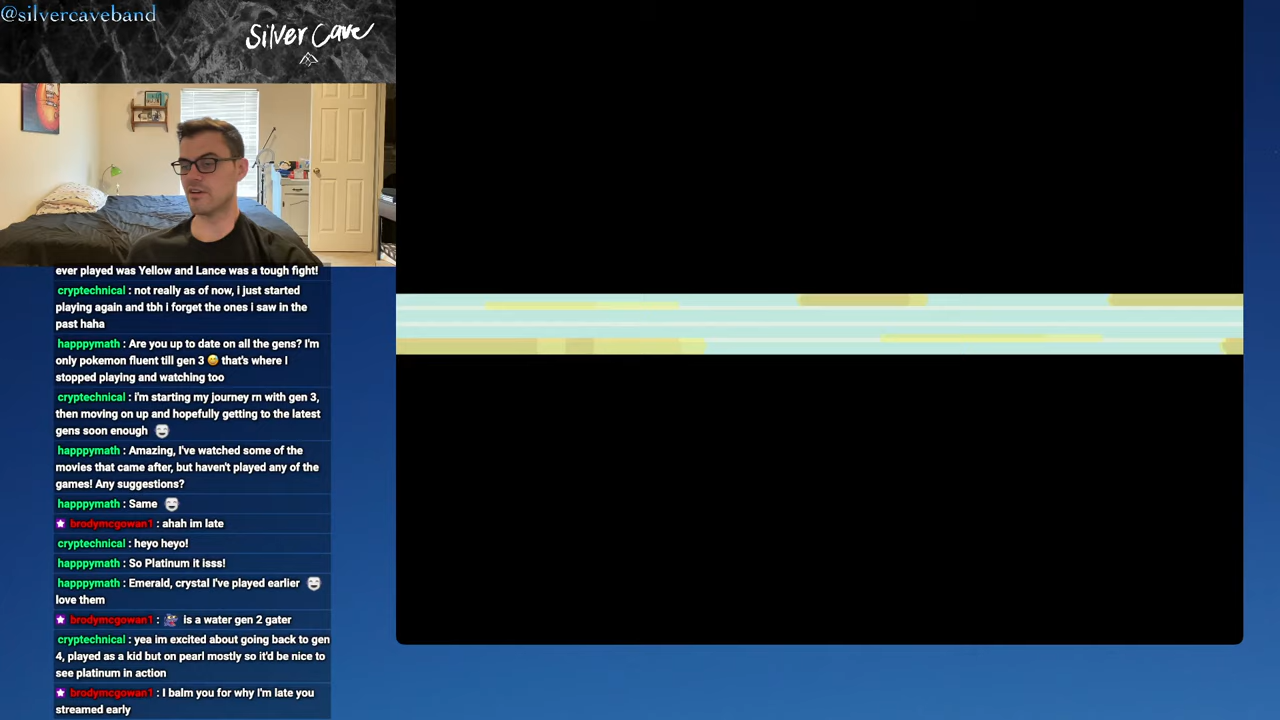 @silvercaveband
Silver Cave
ever played was Yellow and Lance was a tough fight!
cryptechnical : not really as of now, i just started
playing again and tbh i forget the ones i saw in the
past haha
happpymath : Are you up to date on all the gens? I'm
only pokemon fluent till gen 3 😅 that's where I
stopped playing and watching too
cryptechnical : i'm starting my journey rn with gen 3,
then moving on up and hopefully getting to the latest
gens soon enough
happpymath : Amazing, I've watched some of the
movies that came after, but haven't played any of the
games! Any suggestions?
happpymath : Same
brodymcgowan1 : ahah im late
cryptechnical : heyo heyo!
happpymath : So Platinum it isss!
happpymath : Emerald, crystal I've played earlier
love them
brodymcgowan1 : is a water gen 2 gater
cryptechnical : yea im excited about going back to gen
4, played as a kid but on pearl mostly so it'd be nice to
see platinum in action
brodymcgowan1 : I balm you for why I'm late you
streamed early